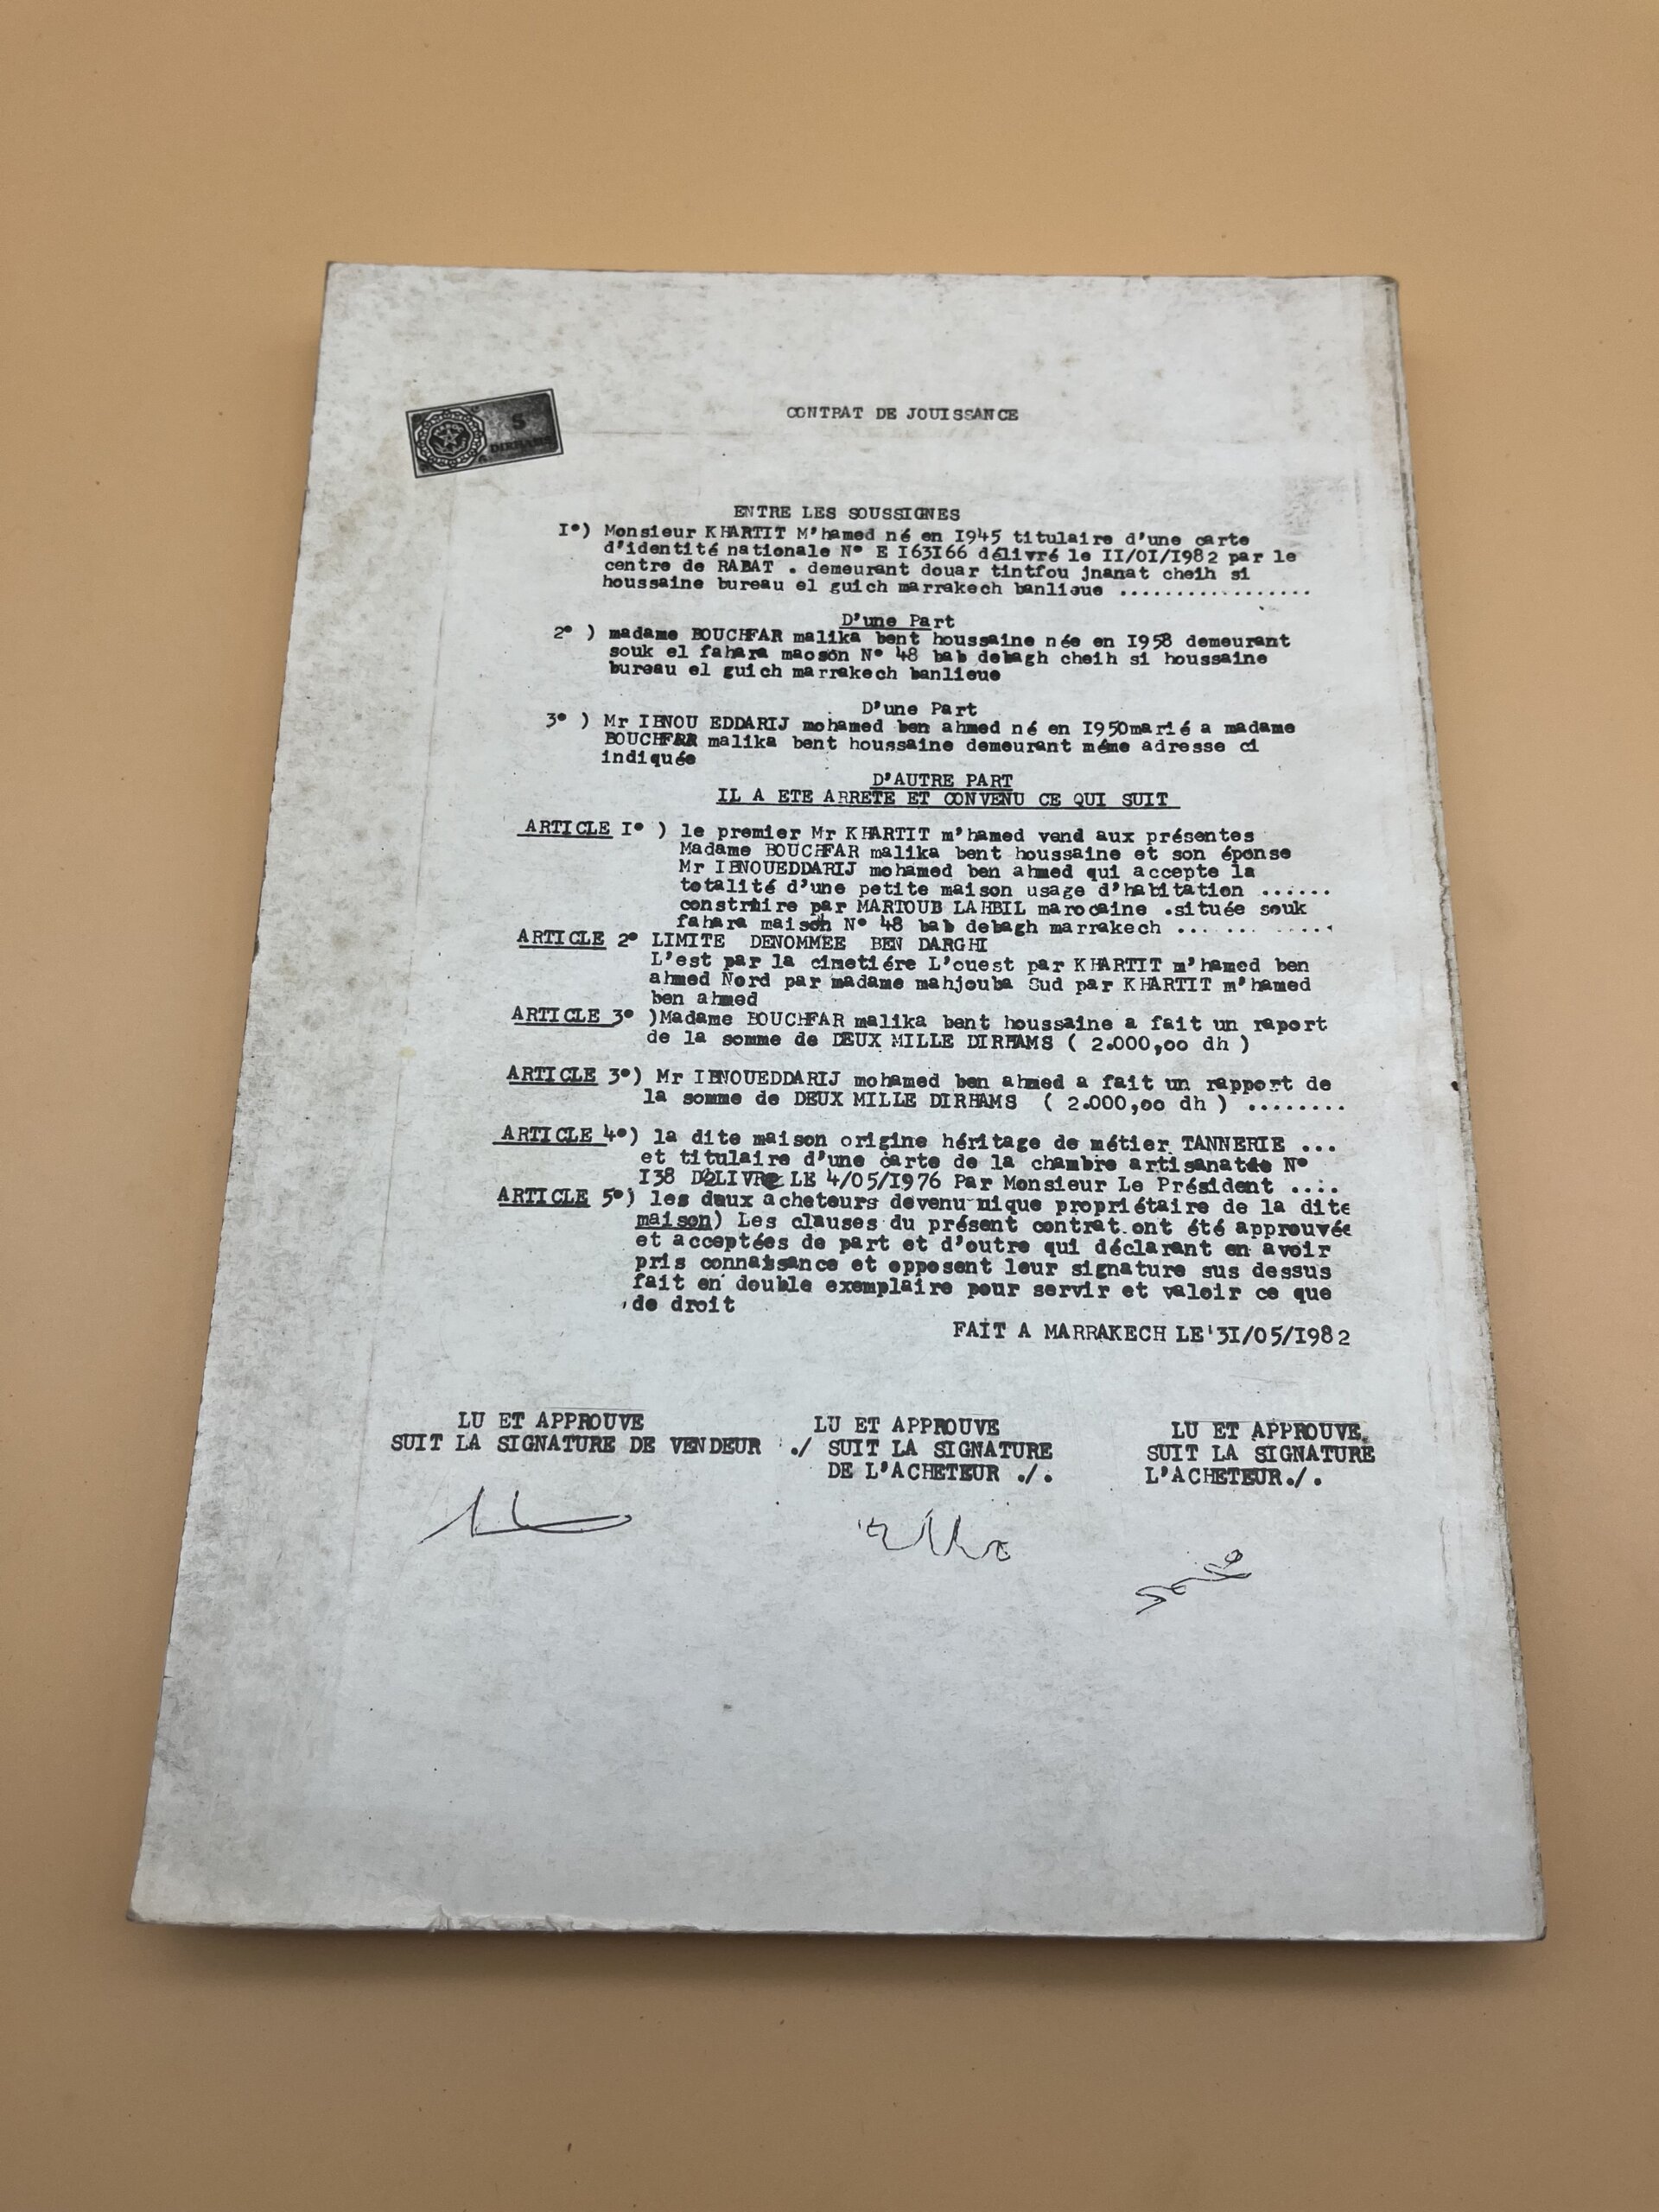 5
DIRHAMS
CONTRAT DE JOUISSANCE
ENTRE LES SOUSSIGNES
I°) Monsieur KHARTIT M'hamed né en I945 titulaire d'une carte
d'identité nationale N° E I63I66 délivré le II/OI/I982 par le
centre de RABAT . demeurant douar tintfou jnanat cheih si
houssaine bureau el guich marrakech banlieue .................
D'une Part
2° ) madame BOUCHFAR malika bent houssaine née en I958 demeurant
souk el fahara maoson N° 48 bab debagh cheih si houssaine
bureau el guich marrakech banlieue
D'une Part
3° ) Mr IBNOU EDDARIJ mohamed ben ahmed né en I950marié a madame
BOUCHFAR malika bent houssaine demeurant méme adresse ci
indiquée
D'AUTRE PART
IL A ETE ARRETE ET CONVENU CE QUI SUIT
ARTICLE I° ) le premier Mr KHARTIT m'hamed vend aux présentes
Madame BOUCHFAR malika bent houssaine et son éponse
Mr IBNOUEDDARIJ mohamed ben ahmed qui accepte la
totalité d'une petite maison usage d'habitation ......
construire par MARTOUB LAHBIL marocaine .située souk
fahara maison N° 48 bab debagh marrakech ... ... .....
ARTICLE 2° LIMITE DENOMMEE BEN DARGHI
L'est par la cimetiére L'ouest par KHARTIT m'hamed ben
ahmed Nord par madame mahjouba Sud par KHARTIT m'hamed
ben ahmed
ARTICLE 3° )Madame BOUCHFAR malika bent houssaine a fait un raport
de la somme de DEUX MILLE DIRHAMS ( 2.000,oo dh )
ARTICLE 3°) Mr IBNOUEDDARIJ mohamed ben ahmed a fait un rapport de
la somme de DEUX MILLE DIRHAMS ( 2.000,oo dh ) ........
ARTICLE 4°) la dite maison origine héritage de métier TANNERIE ...
et titulaire d'une carte de la chambre N°
I38 LE 4/05/I976 Par Monsieur Le Président ....
ARTICLE 5°) les deux acheteurs devenu nique propriétaire de la dite
maison) Les clauses du présent contrat ont été approuvée
et acceptées de part et d'outre qui déclarant en avoir
pris connaissance et opposent leur signature sus dessus
fait en double exemplaire pour servir et valoir ce que
de droit
FAIT A MARRAKECH LE 3I/05/I982
LU ET APPROUVE LU ET APPROUVE LU ET APPROUVE
SUIT LA SIGNATURE DE VENDEUR ./ SUIT LA SIGNATURE SUIT LA SIGNATURE
DE L'ACHETEUR ./. L'ACHETEUR./.